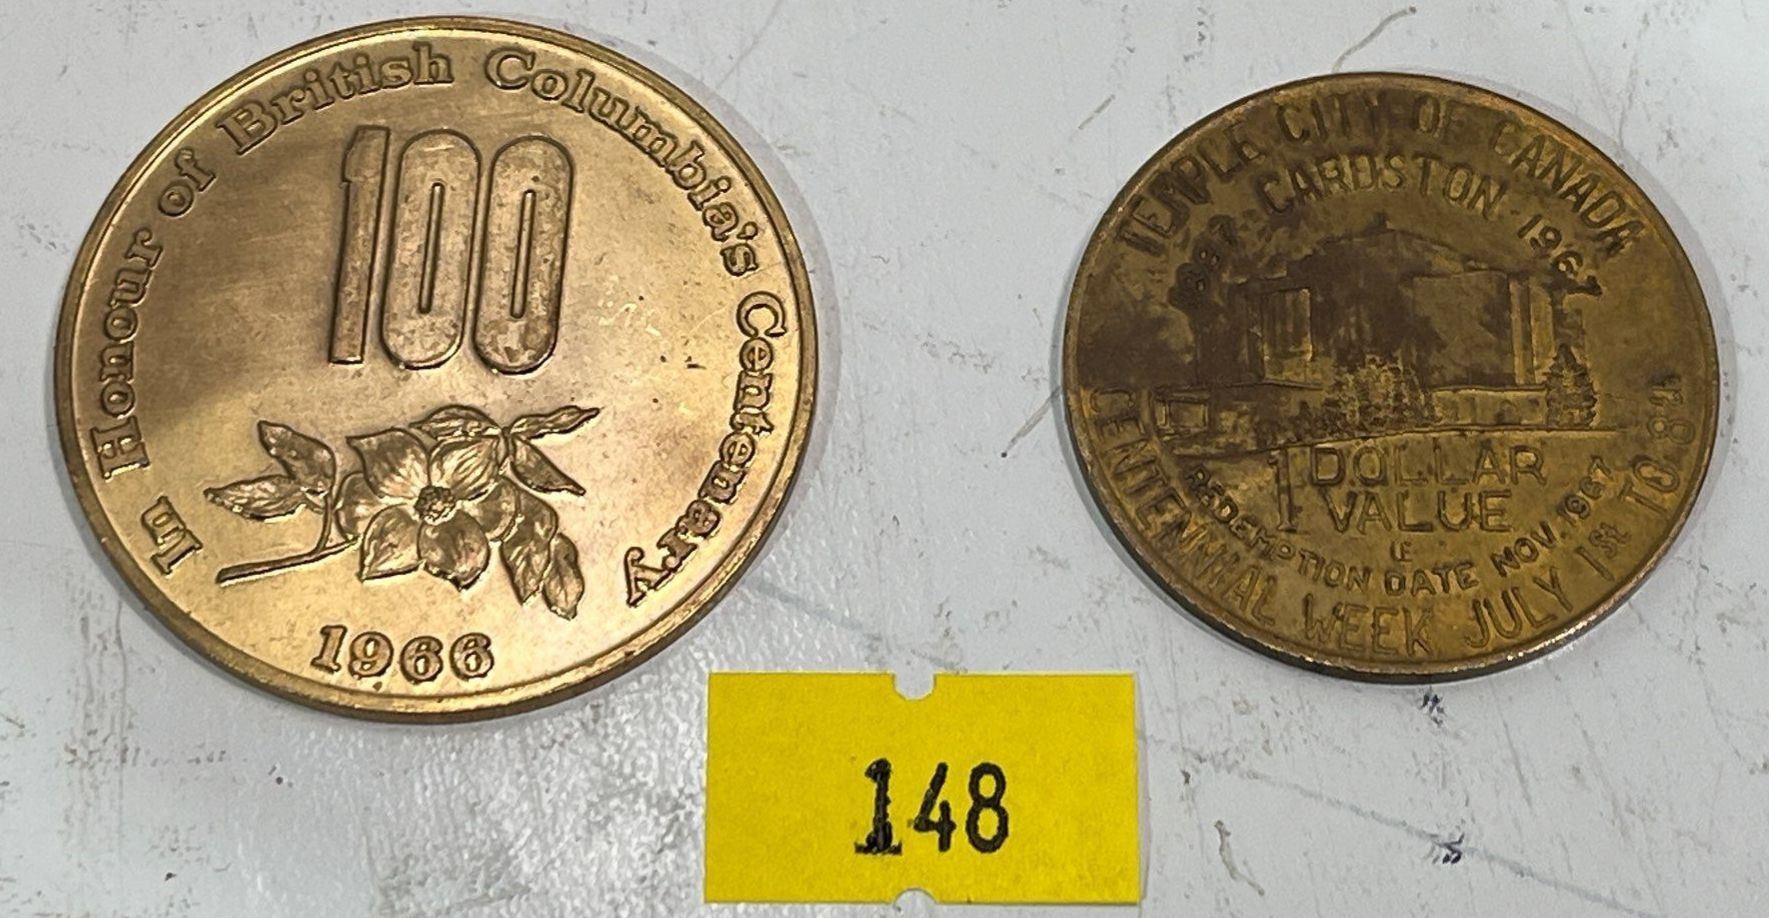 In Honour of British Columbia's Centenary
100
1966
TEMPLE CITY OF CANADA
CARDSTON
1887 1967
1 DOLLAR
VALUE
REDEMPTION DATE NOV. 1967
CENTENNIAL WEEK JULY 1st TO 8th
148